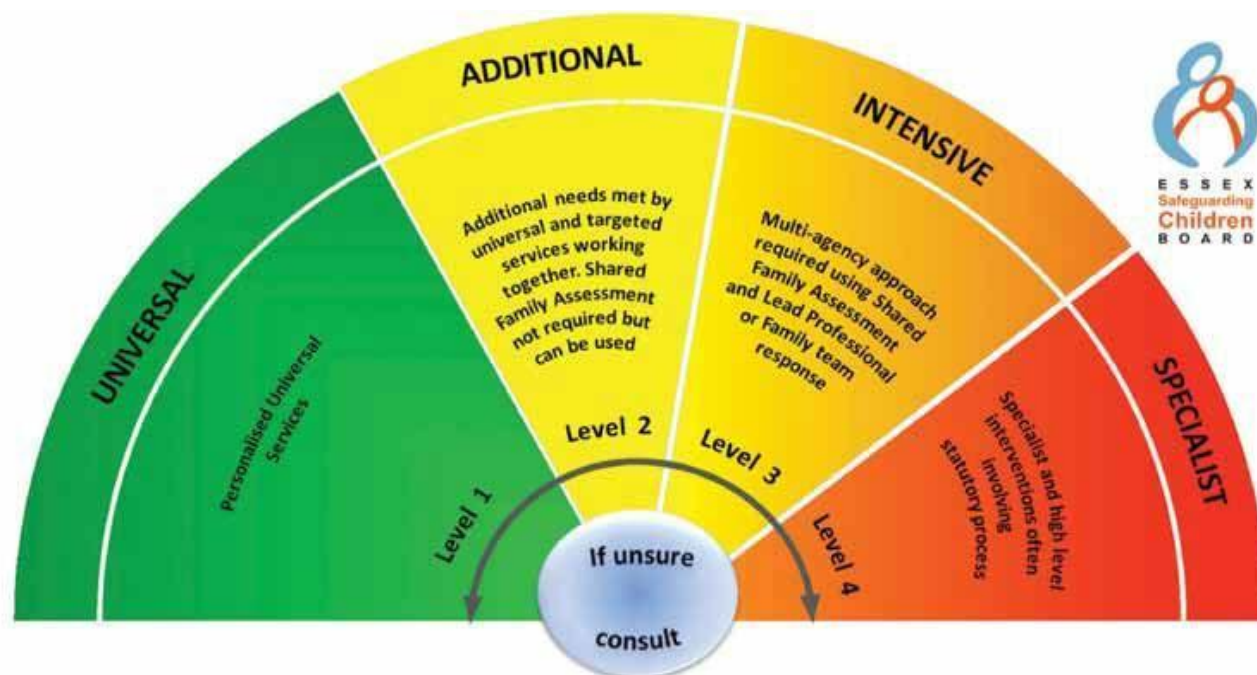 UNIVERSAL
Personalised Universal
Services
Level 1
ADDITIONAL
Additional needs met by
universal and targeted
services working
together. Shared
Family Assessment
not required but
can be used
Level 2
INTENSIVE
Multi-agency approach
required using Shared
Family Assessment
and Lead Professional
or Family team
response
Level 3
SPECIALIST
Specialist and high level
interventions often
involving
statutory process
Level 4
If unsure
consult
ESSEX
Safeguarding
Children
BOARD